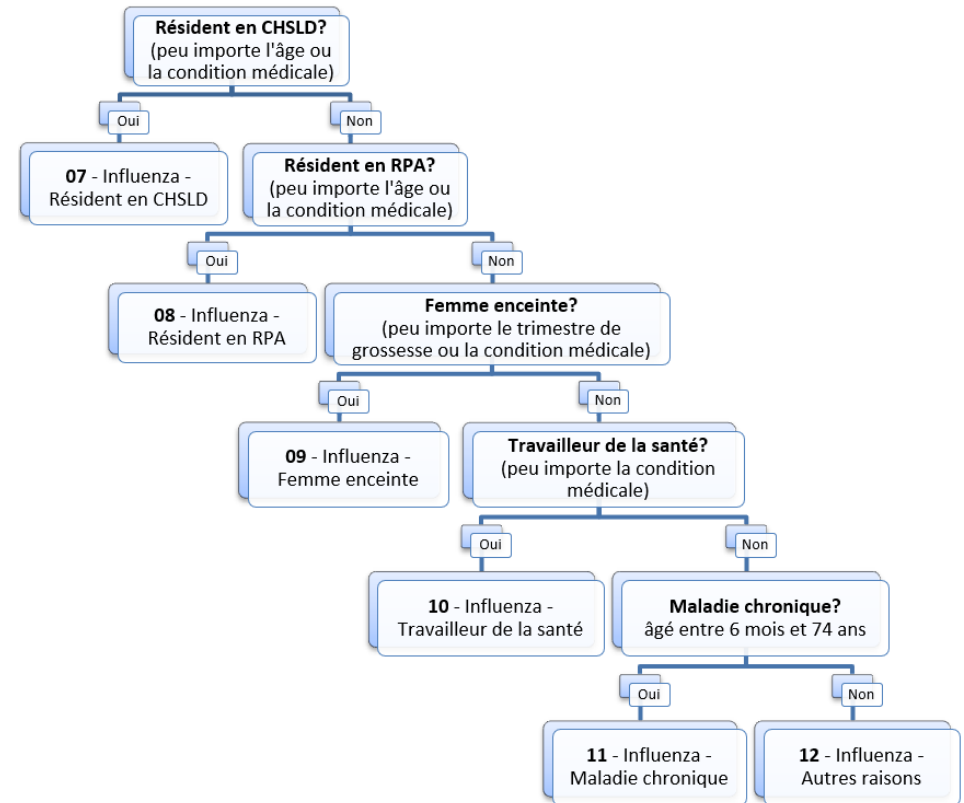 Résident en CHSLD?
(peu importe l'âge ou
la condition médicale)
Oui
Non
07 - Influenza -
Résident en CHSLD
Résident en RPA?
(peu importe l'âge ou
la condition médicale)
Oui
Non
08 - Influenza -
Résident en RPA
Femme enceinte?
(peu importe le trimestre de
grossesse ou la condition médicale)
Oui
Non
09 - Influenza -
Femme enceinte
Travailleur de la santé?
(peu importe la condition
médicale)
Oui
Non
10 - Influenza -
Travailleur de la santé
Maladie chronique?
âgé entre 6 mois et 74 ans
Oui
Non
11 - Influenza -
Maladie chronique
12 - Influenza -
Autres raisons